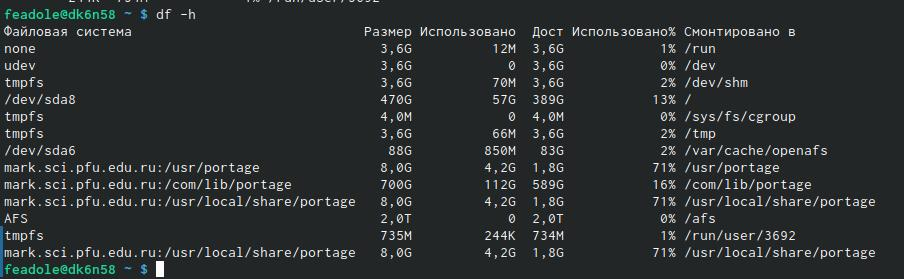 feadole@dk6n58 ~ $ df -h
Файловая система Размер Использовано Дост Использовано% Смонтировано в
none 3,6G 12M 3,6G 1% /run
udev 3,6G 0 3,6G 0% /dev
tmpfs 3,6G 70M 3,6G 2% /dev/shm
/dev/sda8 470G 57G 389G 13% /
tmpfs 4,0M 0 4,0M 0% /sys/fs/cgroup
tmpfs 3,6G 66M 3,6G 2% /tmp
/dev/sda6 88G 850M 83G 2% /var/cache/openafs
mark.sci.pfu.edu.ru:/usr/portage 8,0G 4,2G 1,8G 71% /usr/portage
mark.sci.pfu.edu.ru:/com/lib/portage 700G 112G 589G 16% /com/lib/portage
mark.sci.pfu.edu.ru:/usr/local/share/portage 8,0G 4,2G 1,8G 71% /usr/local/share/portage
AFS 2,0T 0 2,0T 0% /afs
tmpfs 735M 244K 734M 1% /run/user/3692
mark.sci.pfu.edu.ru:/usr/local/share/portage 8,0G 4,2G 1,8G 71% /usr/local/share/portage
feadole@dk6n58 ~ $